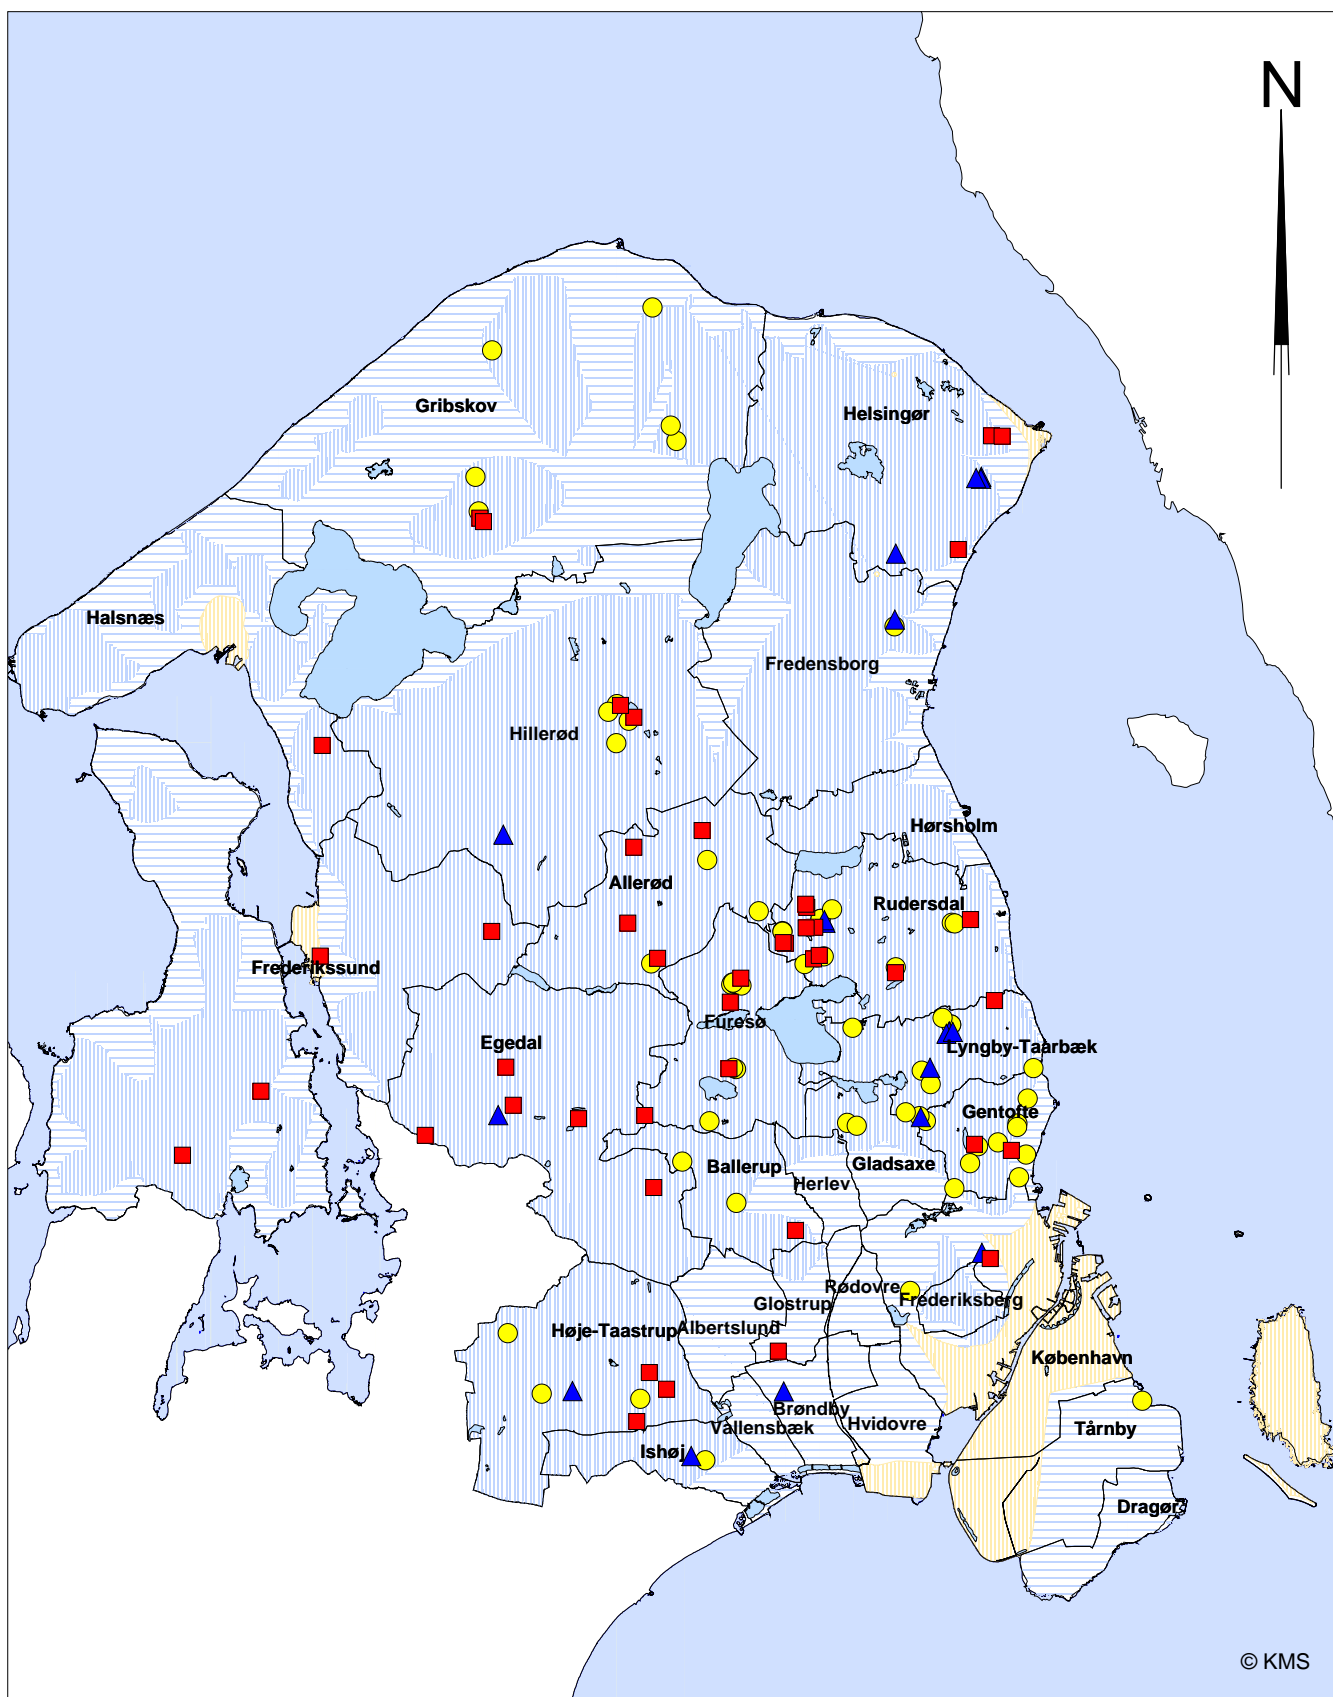 N
Gribskov
Helsingør
Halsnæs
Fredensborg
Hillerød
Hørsholm
Allerød
Rudersdal
Frederikssund
Furesø
Egedal
Lyngby-Taarbæk
Gentofte
Ballerup
Gladsaxe
Herlev
Rødovre
Glostrup
Frederiksberg
Høje-Taastrup
Albertslund
København
Brøndby
Vallensbæk
Hvidovre
Tårnby
Ishøj
Dragør
© KMS